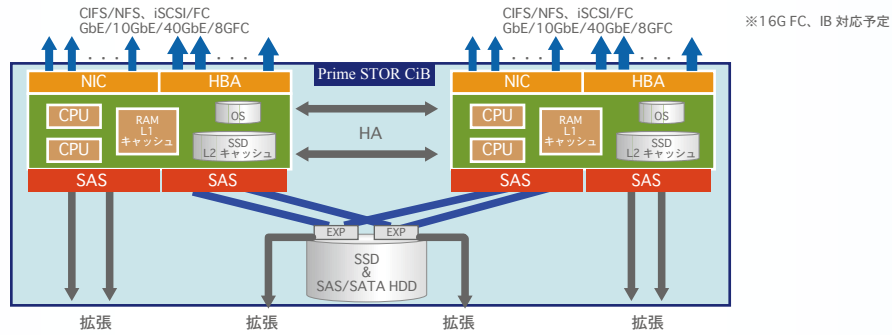 CIFS/NFS、iSCSI/FC
GbE/10GbE/40GbE/8GFC
CIFS/NFS、iSCSI/FC
GbE/10GbE/40GbE/8GFC
※16G FC、IB 対応予定
Prime STOR CiB
NIC
HBA
NIC
HBA
CPU
CPU
RAM
L1
キャッシュ
OS
SSD
L2 キャッシュ
HA
CPU
CPU
RAM
L1
キャッシュ
OS
SSD
L2 キャッシュ
SAS
SAS
SAS
SAS
EXP
EXP
SSD
&
SAS/SATA HDD
拡張
拡張
拡張
拡張